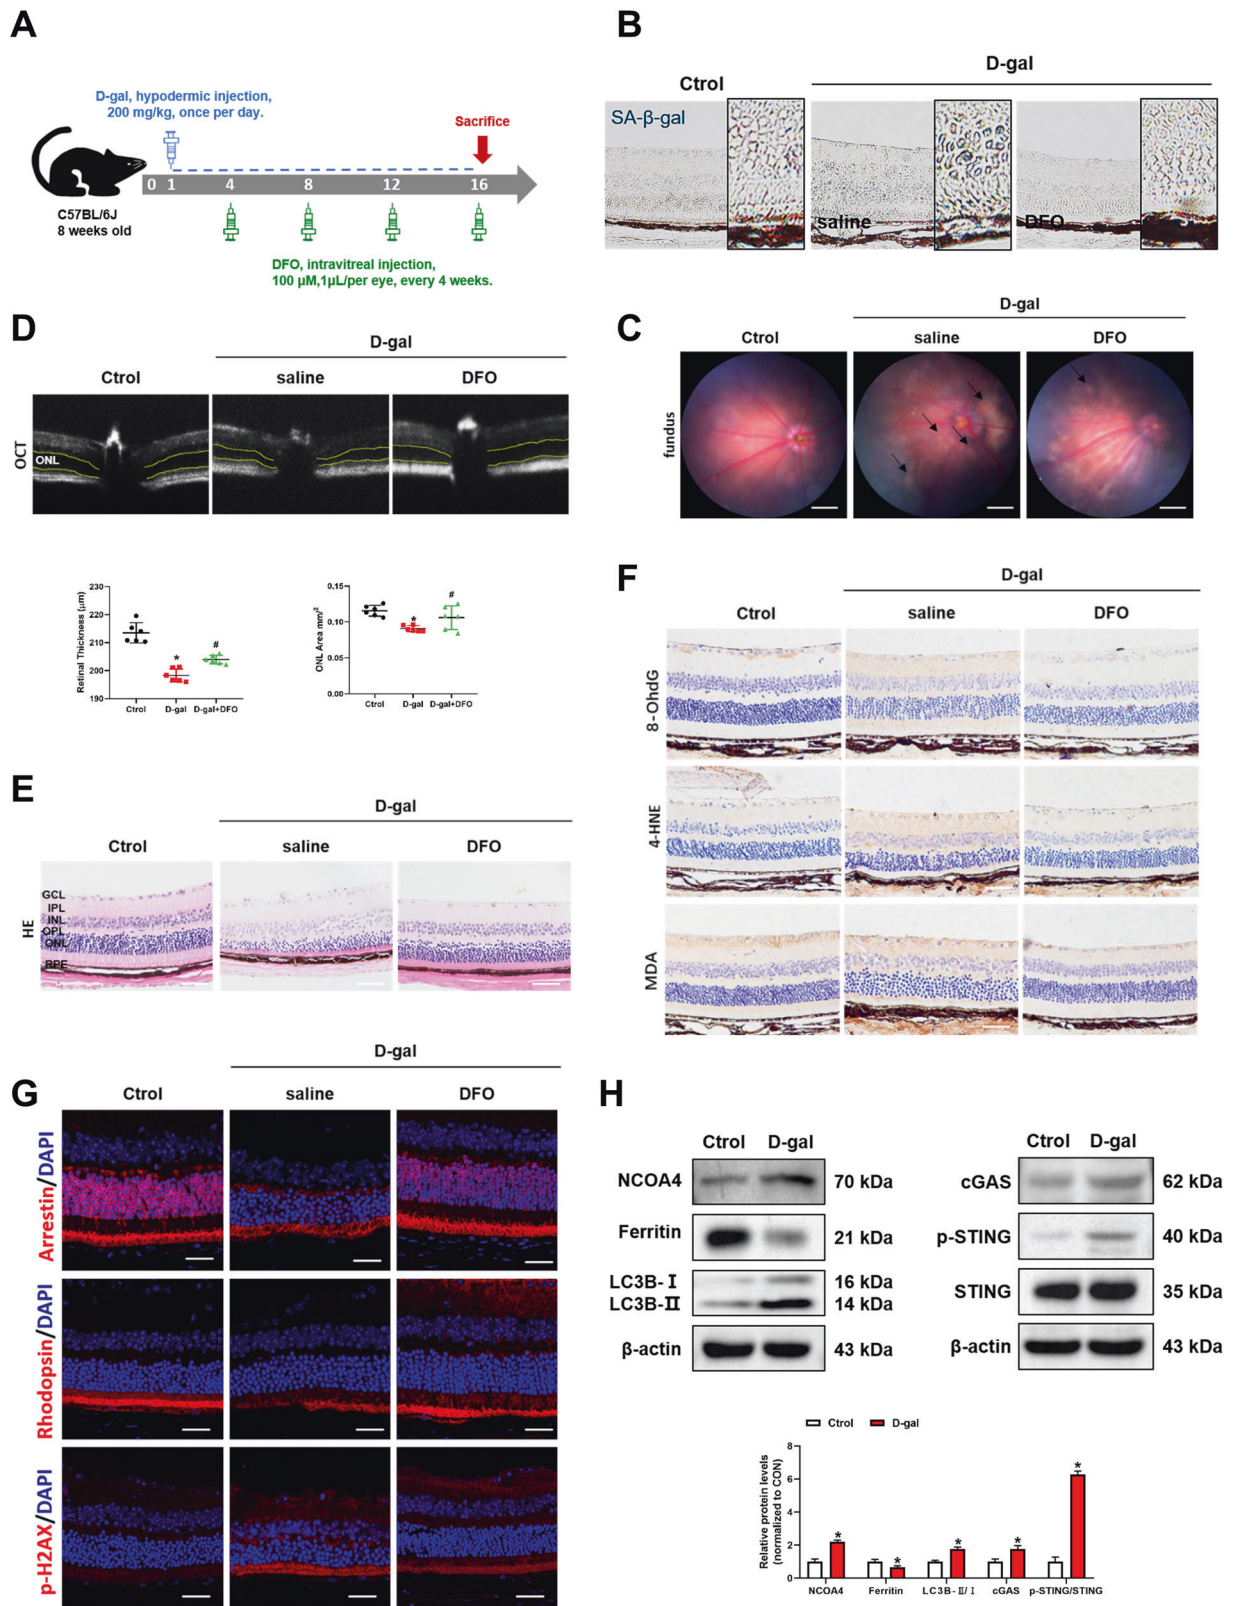 A
D-gal, hypodermic injection,
200 mg/kg, once per day.
Sacrifice
0 1 4 8 12 16
C57BL/6J
8 weeks old
DFO, intravitreal injection,
100 μM,1μL/per eye, every 4 weeks.
B
D-gal
Ctrol
SA-β-gal
saline
DFO
C
D-gal
Ctrol saline DFO
fundus
D
D-gal
Ctrol saline DFO
OCT
ONL
Retinal Thickness (μm)
230
220
210
200
190
*
#
Ctrol D-gal D-gal+DFO
ONL Area mm/²
0.15
0.10
0.05
0.00
*
#
Ctrol D-gal D-gal+DFO
E
D-gal
Ctrol saline DFO
HE
GCL
IPL
INL
OPL
ONL
RPE
F
D-gal
Ctrol saline DFO
8-OhdG
4-HNE
MDA
G
D-gal
Ctrol saline DFO
Arrestin/DAPI
Rhodopsin/DAPI
p-H2AX/DAPI
H
Ctrol D-gal
NCOA4 70 kDa
Ferritin 21 kDa
LC3B-Ⅰ 16 kDa
LC3B-Ⅱ 14 kDa
β-actin 43 kDa
Ctrol D-gal
cGAS 62 kDa
p-STING 40 kDa
STING 35 kDa
β-actin 43 kDa
Ctrol D-gal
Relative protein levels
(normalized to CON)
8
6
4
2
0
* * * * *
NCOA4 Ferritin LC3B-Ⅱ/Ⅰ cGAS p-STING/STING